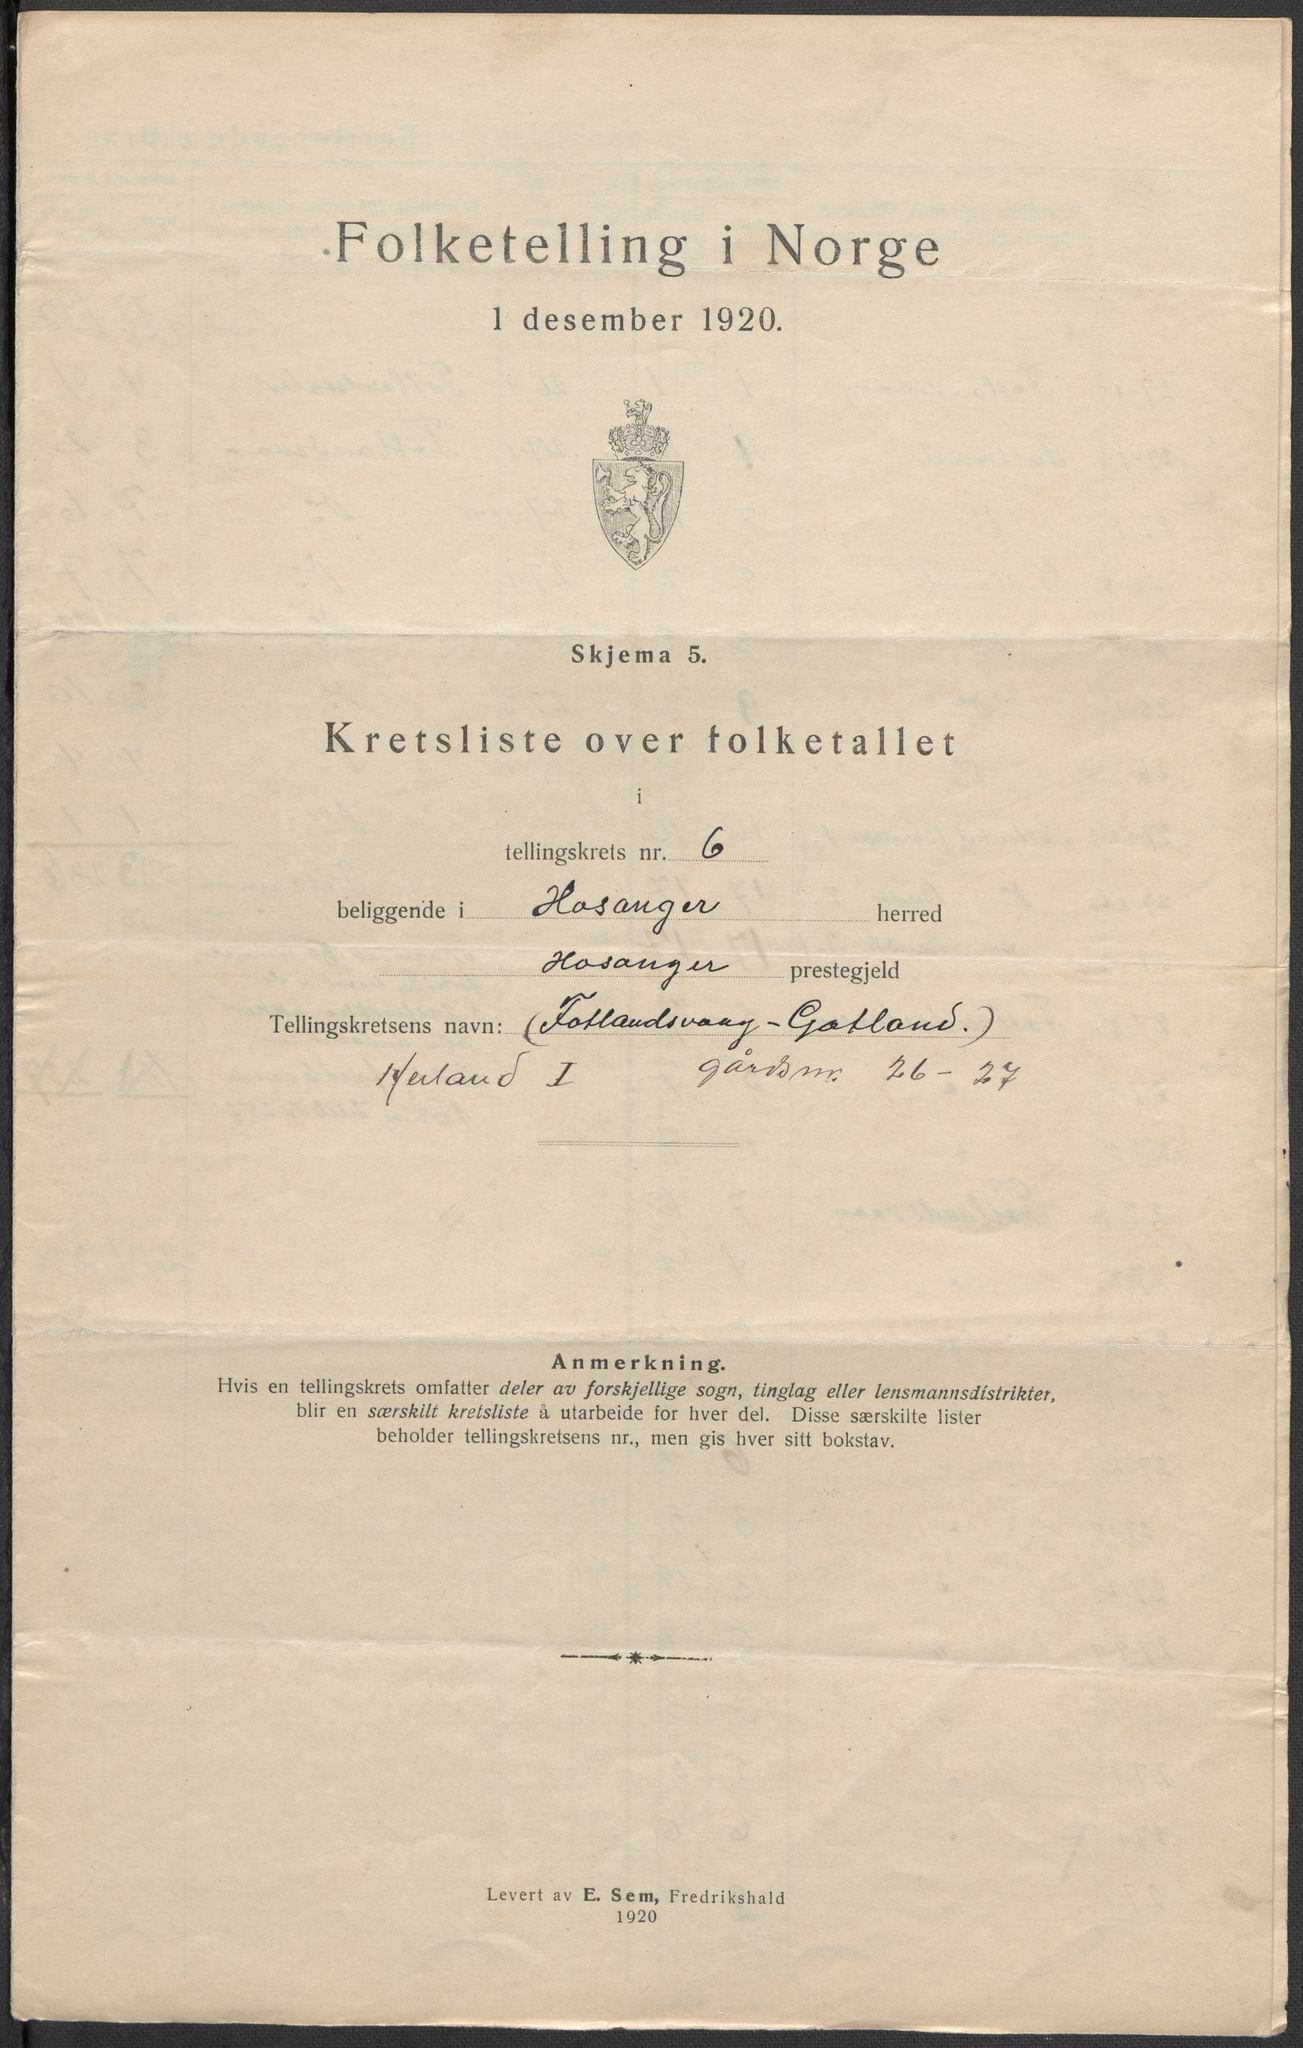 Folketelling i Norge
1 desember 1920.
Skjema 5.
Kretsliste over folketallet
i
tellingskrets nr. 6
beliggende i Hosanger herred
Hosanger prestegjeld
Tellingskretsens navn: (Fotlandsvaag - Gotland.)
Herland I gårdsnr. 26 - 27
Anmerkning.
Hvis en tellingskrets omfatter deler av forskjellige sogn, tinglag eller lensmannsdistrikter,
blir en særskilt kretsliste å utarbeide for hver del. Disse særskilte lister
beholder tellingskretsens nr., men gis hver sitt bokstav.
Levert av E. Sem, Fredrikshald
1920